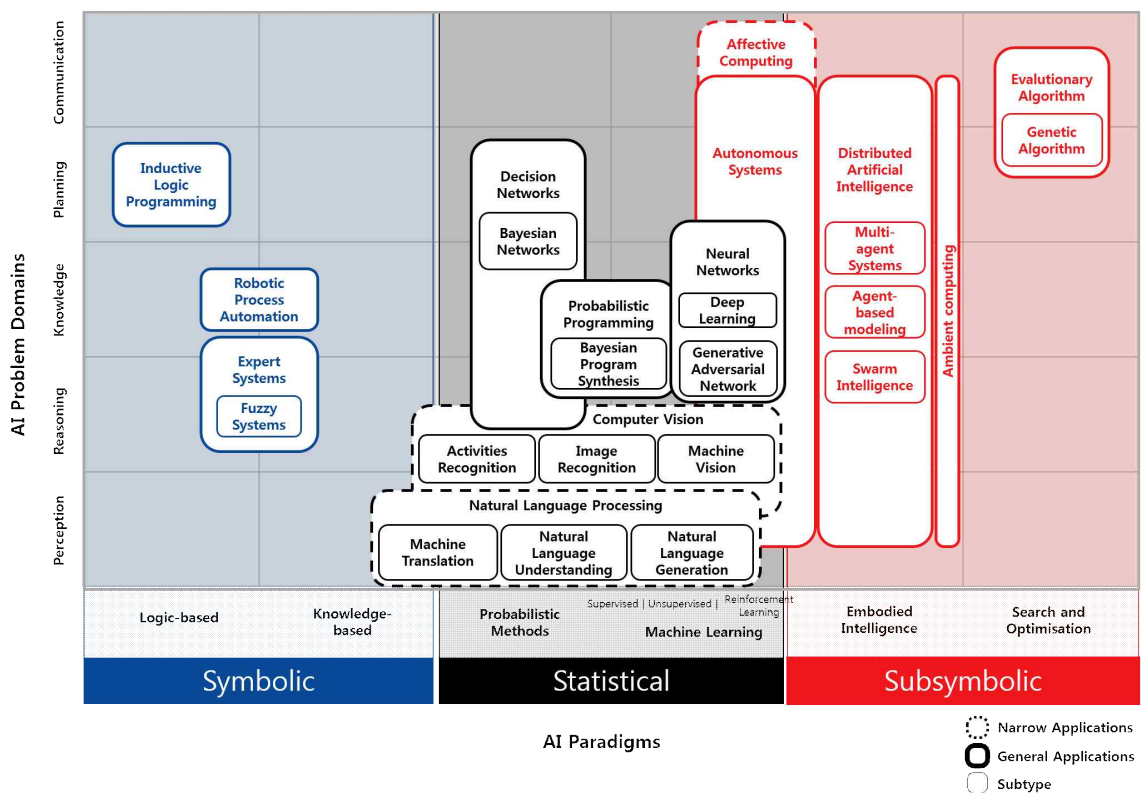 AI Problem Domains
Communication
Planning
Knowledge
Reasoning
Perception
Affective
Computing
Evalutionary
Algorithm
Genetic
Algorithm
Inductive
Logic
Programming
Decision
Networks
Bayesian
Networks
Autonomous
Systems
Distributed
Artificial
Intelligence
Multi-
agent
Systems
Agent-
based
modeling
Swarm
Intelligence
Ambient computing
Robotic
Process
Automation
Expert
Systems
Fuzzy
Systems
Probabilistic
Programming
Bayesian
Program
Synthesis
Neural
Networks
Deep
Learning
Generative
Adversarial
Network
Computer Vision
Activities
Recognition
Image
Recognition
Machine
Vision
Natural Language Processing
Machine
Translation
Natural
Language
Understanding
Natural
Language
Generation
Logic-based
Knowledge-
based
Probabilistic
Methods
Supervised | Unsupervised |
Reinforcement
Learning
Machine Learning
Embodied
Intelligence
Search and
Optimisation
Symbolic
Statistical
Subsymbolic
AI Paradigms
Narrow Applications
General Applications
Subtype